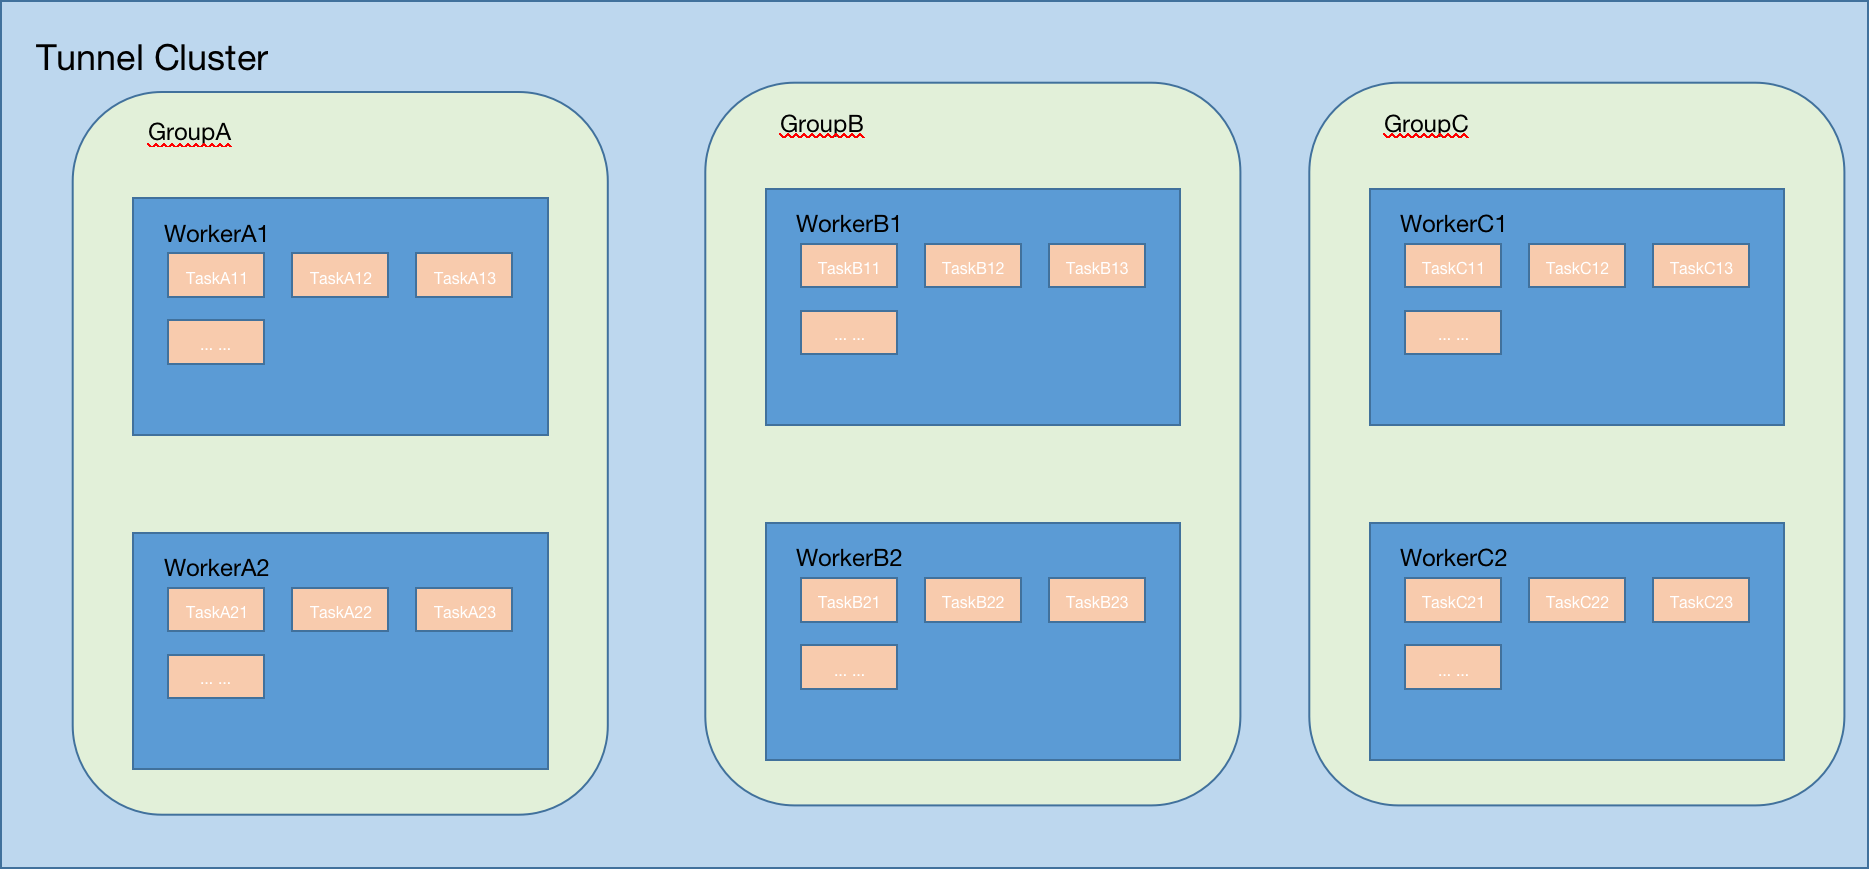 Tunnel Cluster
GroupA
WorkerA1
TaskA11 TaskA12 TaskA13
... ...
WorkerA2
TaskA21 TaskA22 TaskA23
... ...
GroupB
WorkerB1
TaskB11 TaskB12 TaskB13
... ...
WorkerB2
TaskB21 TaskB22 TaskB23
... ...
GroupC
WorkerC1
TaskC11 TaskC12 TaskC13
... ...
WorkerC2
TaskC21 TaskC22 TaskC23
... ...